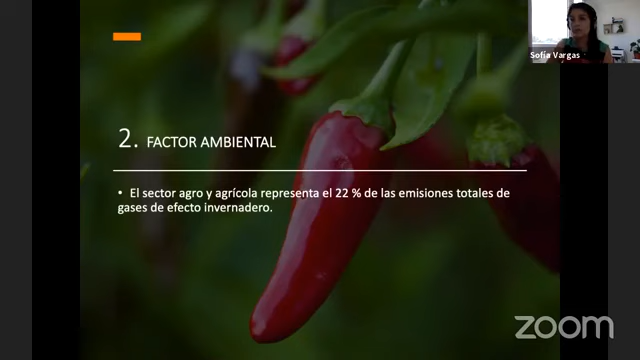 Sofía Vargas
2. FACTOR AMBIENTAL
• El sector agro y agrícola representa el 22 % de las emisiones totales de
gases de efecto invernadero.
zoom